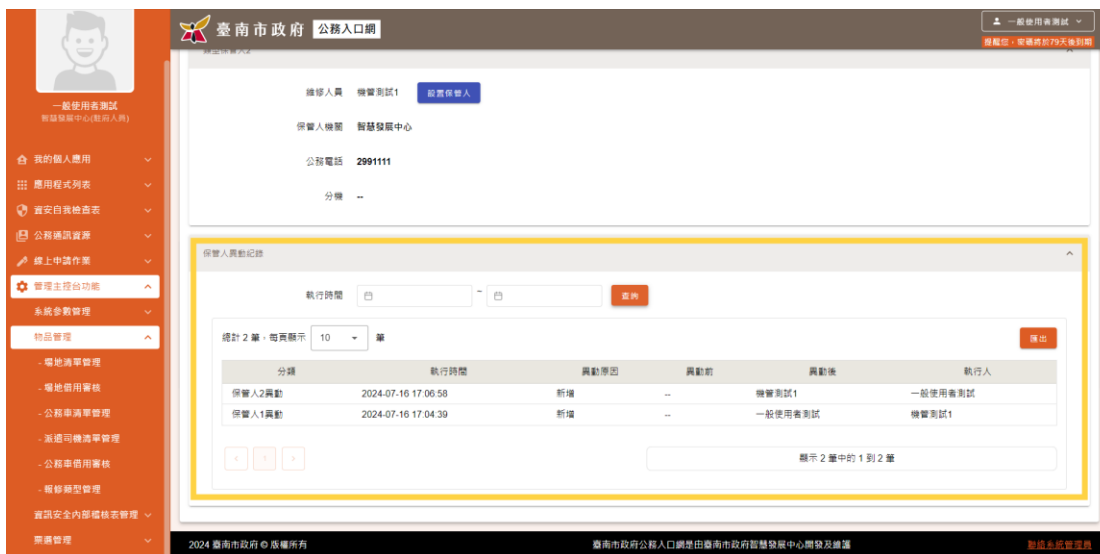 臺南市政府 公務入口網
一般使用者測試
提醒您，密碼將於79天後到期
一般使用者測試
智慧發展中心(動府人員)
我的個人應用
應用程式列表
資安自我檢查表
公務通訊資源
線上申請作業
管理主控台功能
系統參數管理
物品管理
- 場地清單管理
- 場地借用審核
- 公務車清單管理
- 派遣司機清單管理
- 公務車借用審核
- 報修類型管理
資訊安全內部稽核表管理
票選管理
維修人員 機管測試1 設置保管人
保管人機關 智慧發展中心
公務電話 2991111
分機 --
保管人異動紀錄
執行時間 ~ 查詢
總計 2 筆，每頁顯示 10 筆 匯出
分類 執行時間 異動原因 異動前 異動後 執行人
保管人2異動 2024-07-16 17:06:58 新增 -- 機管測試1 一般使用者測試
保管人1異動 2024-07-16 17:04:39 新增 -- 一般使用者測試 機管測試1
< >
顯示 2 筆中的 1 到 2 筆
2024 臺南市政府 © 版權所有 臺南市政府公務入口網是由臺南市政府智慧發展中心開發及維護 聯絡系統管理員